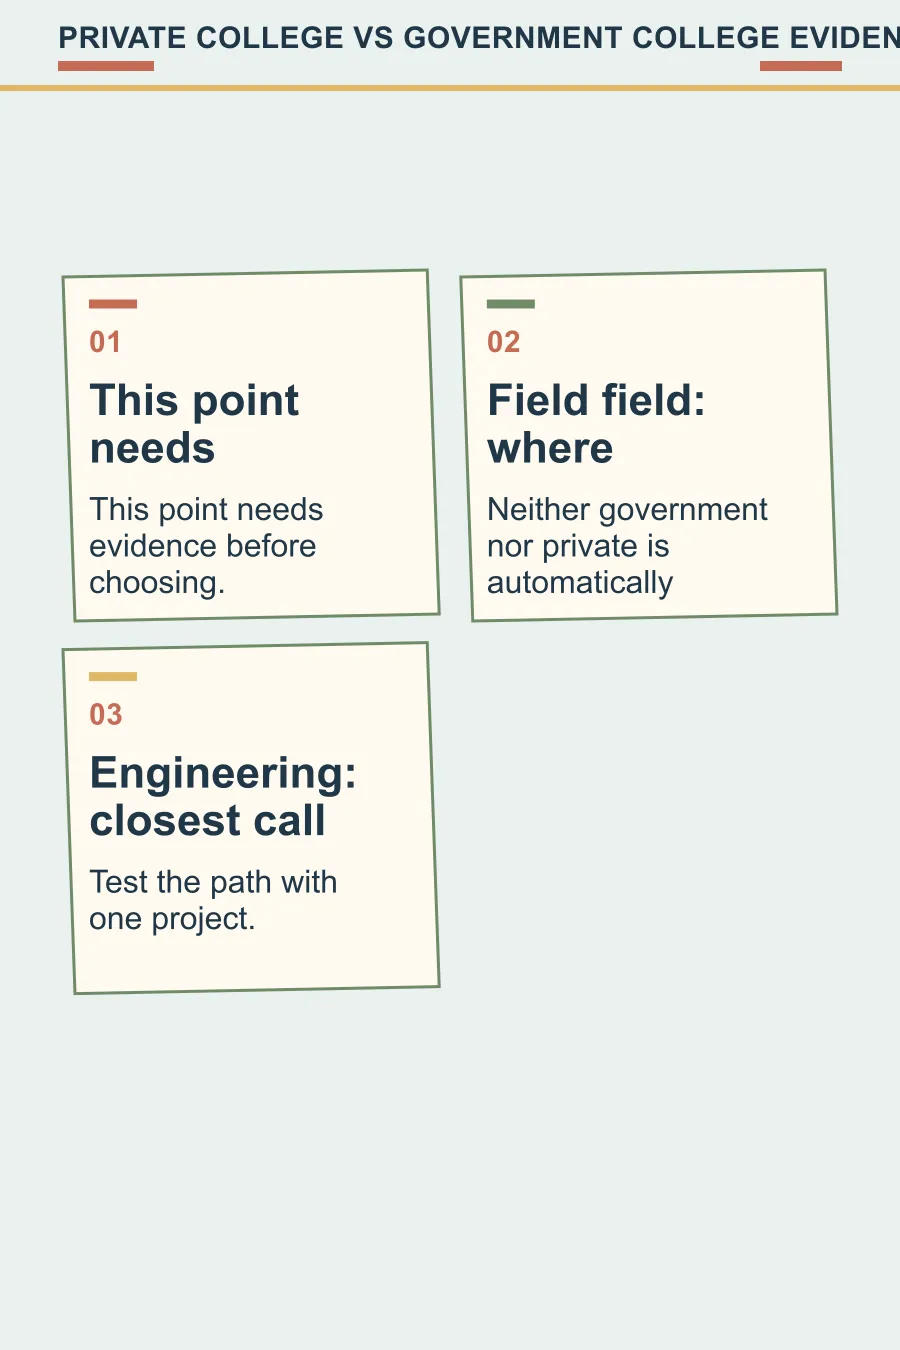 PRIVATE COLLEGE VS GOVERNMENT COLLEGE EVIDEN
01
This point
needs
This point needs
evidence before
choosing.
02
Field field:
where
Neither government
nor private is
automatically
03
Engineering:
closest call
Test the path with
one project.